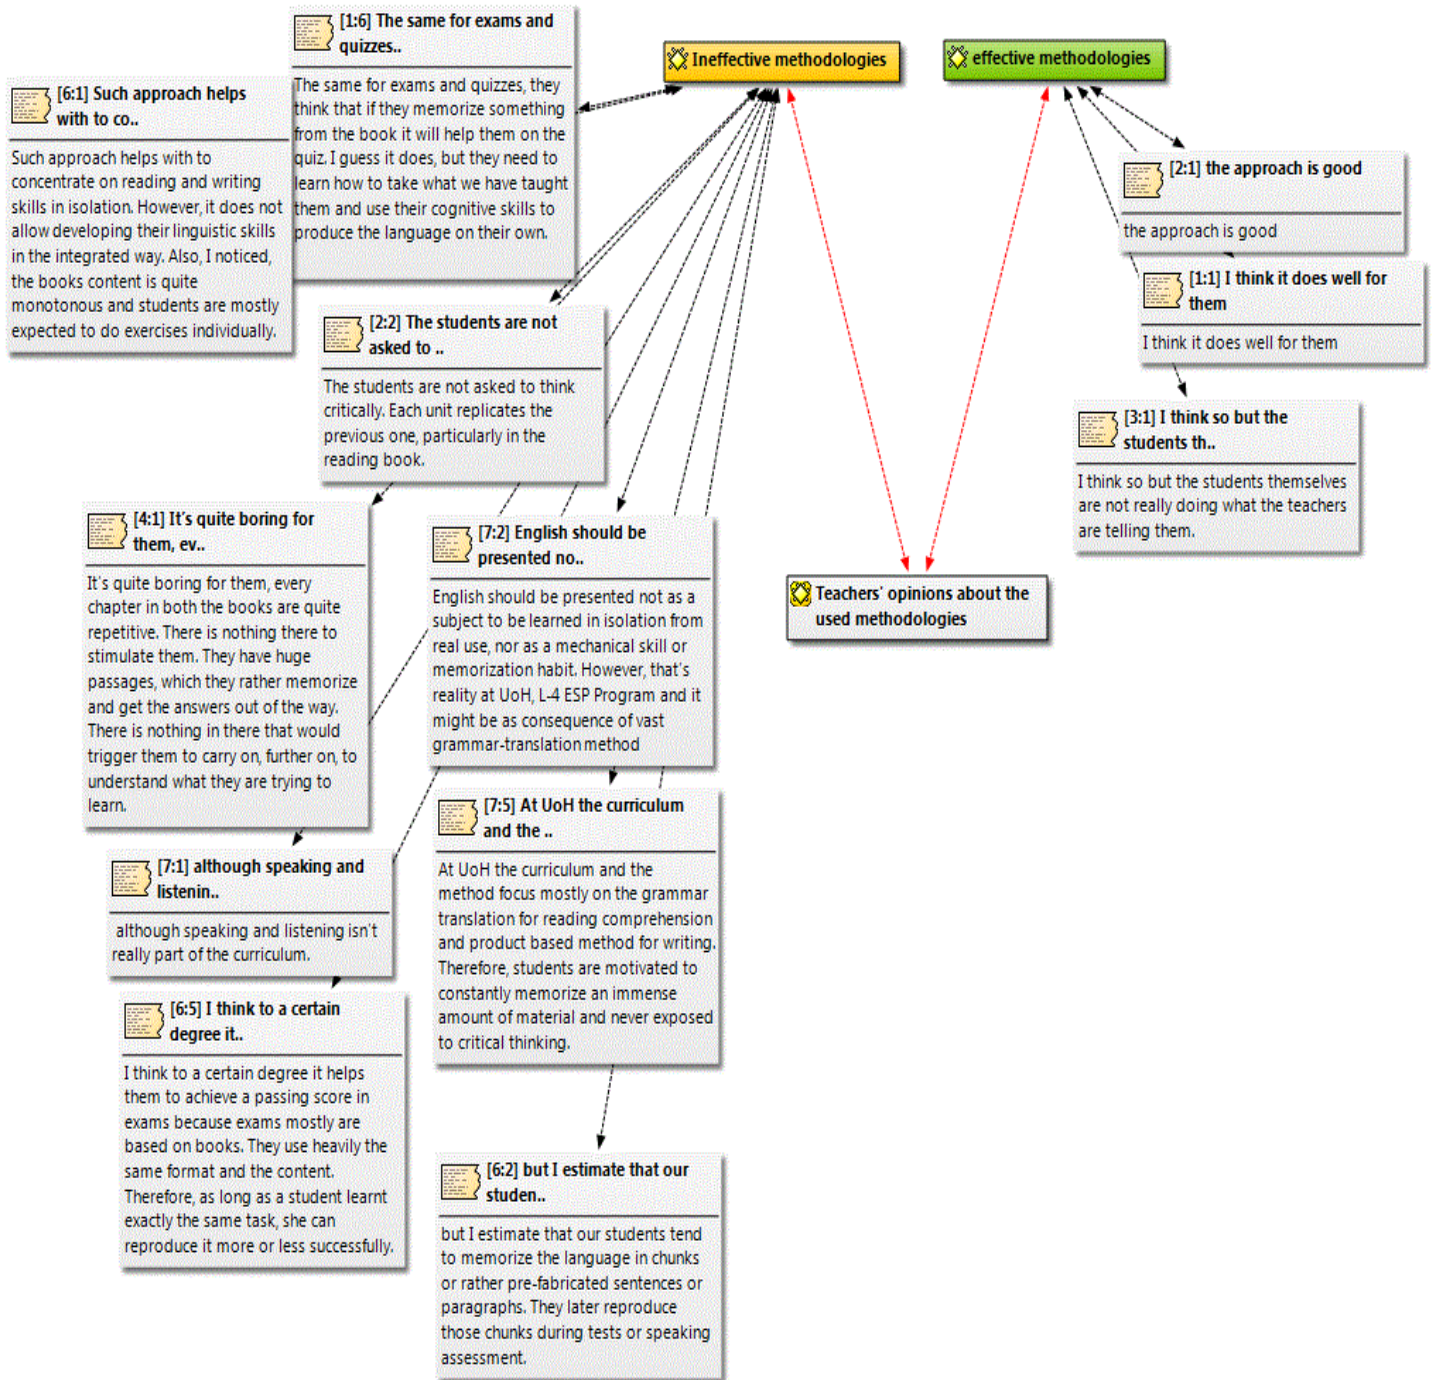 [1:6] The same for exams and
quizzes..
The same for exams and quizzes, they
think that if they memorize something
from the book it will help them on the
quiz. I guess it does, but they need to
learn how to take what we have taught
them and use their cognitive skills to
produce the language on their own.
Ineffective methodologies
effective methodologies
[6:1] Such approach helps
with to co..
Such approach helps with to
concentrate on reading and writing
skills in isolation. However, it does not
allow developing their linguistic skills
in the integrated way. Also, I noticed,
the books content is quite
monotonous and students are mostly
expected to do exercises individually.
[2:1] the approach is good
the approach is good
[1:1] I think it does well for
them
I think it does well for them
[2:2] The students are not
asked to ..
The students are not asked to think
critically. Each unit replicates the
previous one, particularly in the
reading book.
[3:1] I think so but the
students th..
I think so but the students themselves
are not really doing what the teachers
are telling them.
[4:1] It's quite boring for
them, ev..
It's quite boring for them, every
chapter in both the books are quite
repetitive. There is nothing there to
stimulate them. They have huge
passages, which they rather memorize
and get the answers out of the way.
There is nothing in there that would
trigger them to carry on, further on, to
understand what they are trying to
learn.
[7:2] English should be
presented no..
English should be presented not as a
subject to be learned in isolation from
real use, nor as a mechanical skill or
memorization habit. However, that's
reality at UoH, L-4 ESP Program and it
might be as consequence of vast
grammar-translation method
Teachers' opinions about the
used methodologies
[7:5] At UoH the curriculum
and the ..
At UoH the curriculum and the
method focus mostly on the grammar
translation for reading comprehension
and product based method for writing.
Therefore, students are motivated to
constantly memorize an immense
amount of material and never exposed
to critical thinking.
[7:1] although speaking and
listenin..
although speaking and listening isn't
really part of the curriculum.
[6:5] I think to a certain
degree it..
I think to a certain degree it helps
them to achieve a passing score in
exams because exams mostly are
based on books. They use heavily the
same format and the content.
Therefore, as long as a student learnt
exactly the same task, she can
reproduce it more or less successfully.
[6:2] but I estimate that our
studen..
but I estimate that our students tend
to memorize the language in chunks
or rather pre-fabricated sentences or
paragraphs. They later reproduce
those chunks during tests or speaking
assessment.